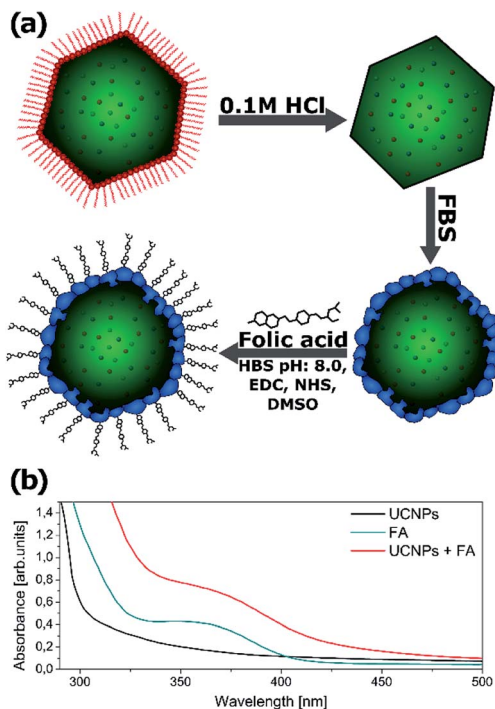 (a)
0.1M HCl
FBS
Folic acid
HBS pH: 8.0,
EDC, NHS,
DMSO
(b)
UCNPs
FA
UCNPs + FA
Absorbance [arb.units]
1,4
1,2
1,0
0,8
0,6
0,4
0,2
0,0
300
350
400
450
500
Wavelength [nm]